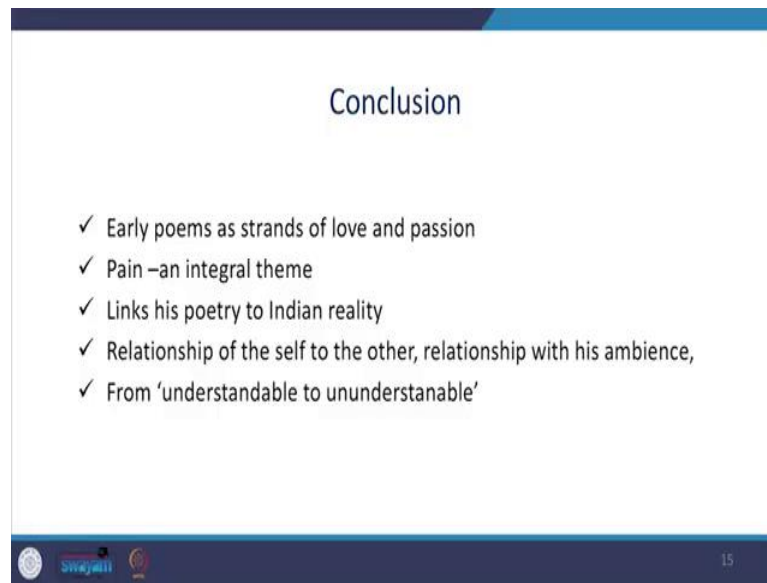 Conclusion
✓ Early poems as strands of love and passion
✓ Pain –an integral theme
✓ Links his poetry to Indian reality
✓ Relationship of the self to the other, relationship with his ambience,
✓ From ‘understandable to ununderstanable’
swayam
15